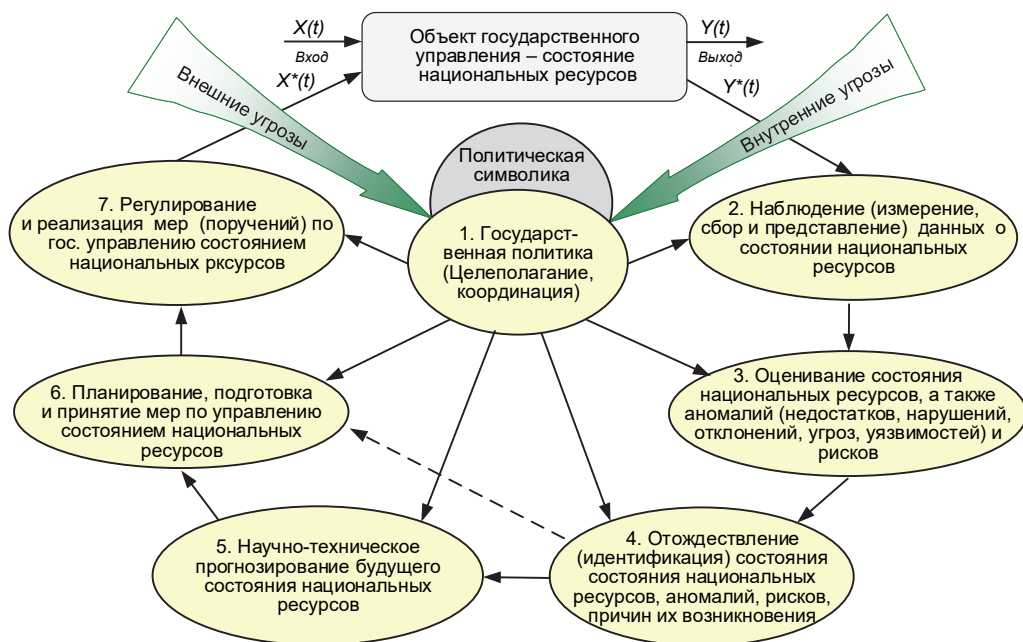 X(t)
Вход
X*(t)
Объект государственного
управления – состояние
национальных ресурсов
Y(t)
Выход
Y*(t)
Внешние угрозы
Внутренние угрозы
Политическая
символика
1. Государст-
венная политика
(Целеполагание,
координация)
2. Наблюдение (измерение,
сбор и представление) данных о
состоянии национальных
ресурсов
3. Оценивание состояния
национальных ресурсов, а также
аномалий (недостатков, нарушений,
отклонений, угроз, уязвимостей) и
рисков
4. Отождествление
(идентификация) состояния
состояния национальных
ресурсов, аномалий, рисков,
причин их возникновения
5. Научно-техническое
прогнозирование будущего
состояния национальных
ресурсов
6. Планирование, подготовка
и принятие мер по управлению
состоянием национальных
ресурсов
7. Регулирование
и реализация мер (поручений) по
гос. управлению состоянием
национальных рксурсов